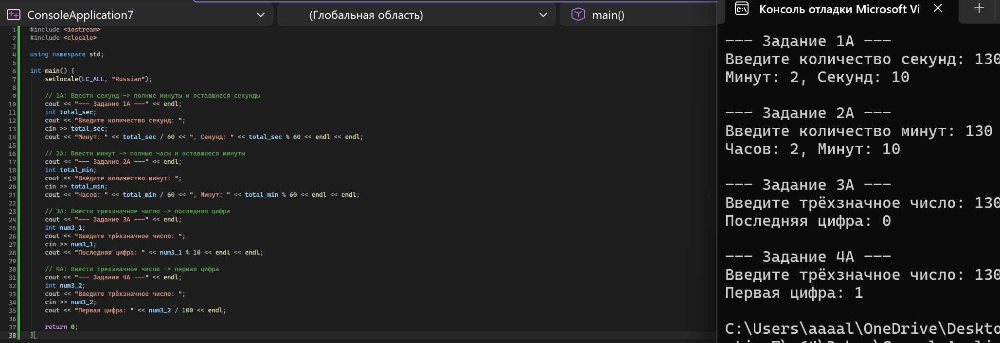 ConsoleApplication7
(Глобальная область)
main()
1 #include <iostream>
2 #include <clocale>
3
4 using namespace std;
5
6 int main() {
7 setlocale(LC_ALL, "Russian");
8
9 // 1А: Ввести секунд -> полные минуты и оставшиеся секунды
10 cout << "--- Задание 1А ---" << endl;
11 int total_sec;
12 cout << "Введите количество секунд: ";
13 cin >> total_sec;
14 cout << "Минут: " << total_sec / 60 << ", Секунд: " << total_sec % 60 << endl << endl;
15
16 // 2А: Ввести минут -> полные часы и оставшиеся минуты
17 cout << "--- Задание 2А ---" << endl;
18 int total_min;
19 cout << "Введите количество минут: ";
20 cin >> total_min;
21 cout << "Часов: " << total_min / 60 << ", Минут: " << total_min % 60 << endl << endl;
22
23 // 3А: Ввести трехзначное число -> последняя цифра
24 cout << "--- Задание 3А ---" << endl;
25 int num3_1;
26 cout << "Введите трёхзначное число: ";
27 cin >> num3_1;
28 cout << "Последняя цифра: " << num3_1 % 10 << endl << endl;
29
30 // 4А: Ввести трехзначное число -> первая цифра
31 cout << "--- Задание 4А ---" << endl;
32 int num3_2;
33 cout << "Введите трёхзначное число: ";
34 cin >> num3_2;
35 cout << "Первая цифра: " << num3_2 / 100 << endl;
36
37 return 0;
38 }
Консоль отладки Microsoft Vi
--- Задание 1А ---
Введите количество секунд: 130
Минут: 2, Секунд: 10
--- Задание 2А ---
Введите количество минут: 130
Часов: 2, Минут: 10
--- Задание 3А ---
Введите трёхзначное число: 130
Последняя цифра: 0
--- Задание 4А ---
Введите трёхзначное число: 130
Первая цифра: 1
C:\Users\aaaal\OneDrive\Deskto